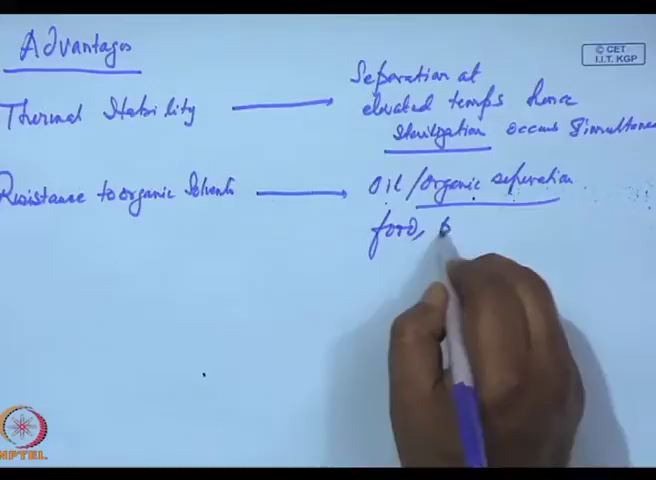 Advantages
© CET
I.I.T. KGP
Separation at
Thermal Stability → elevated temps hence
sterilization occurs simultaneou
Resistance to organic solvents → Oil/organic separation
food, b
NPTEL